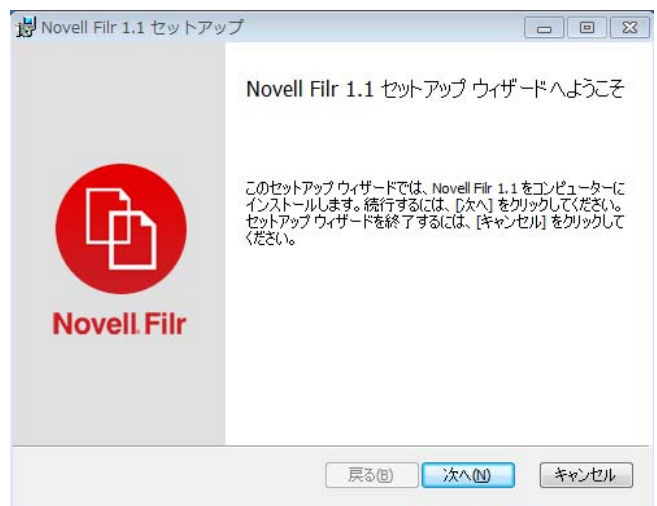 Novell Filr 1.1 セットアップ
Novell Filr 1.1 セットアップ ウィザードへようこそ
このセットアップ ウィザードでは、Novell Filr 1.1 をコンピューターに
インストールします。続行するには、[次へ] をクリックしてください。
セットアップ ウィザードを終了するには、[キャンセル] をクリックして
ください。
Novell. Filr
戻る(B)
次へ(N)
キャンセル